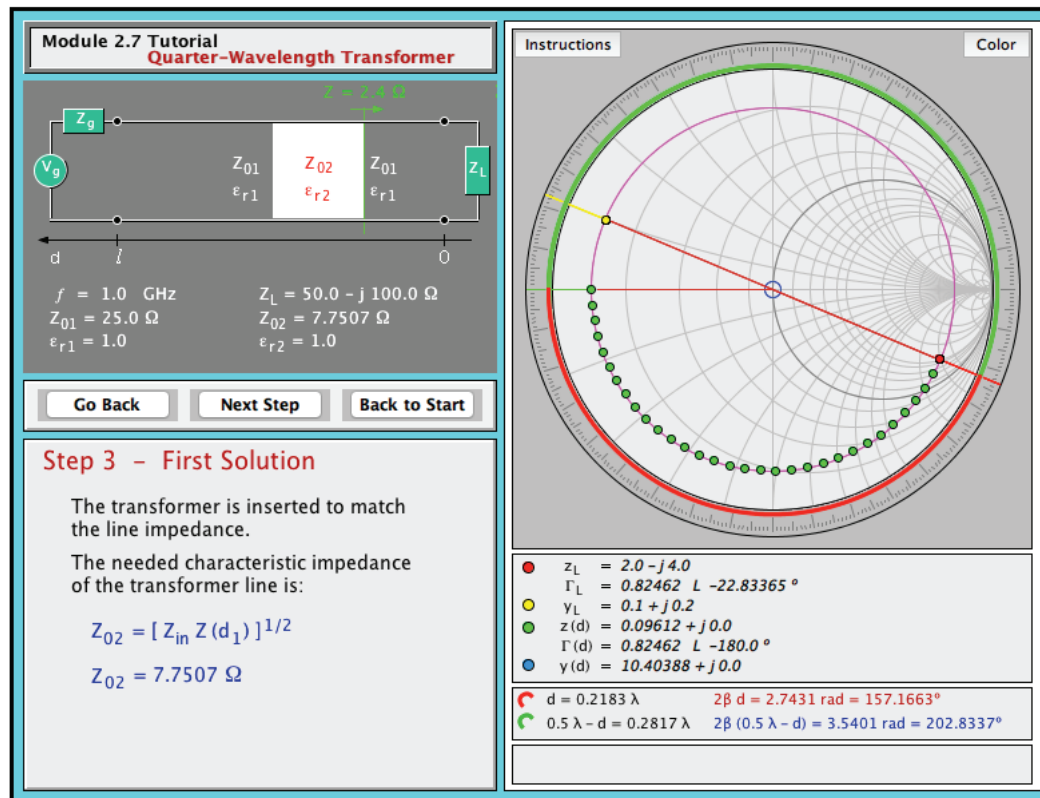 Module 2.7 Tutorial
Quarter-Wavelength Transformer
Z = 2.4 Ω
Zg
Vg
Z01
εr1
Z02
εr2
Z01
εr1
ZL
d
l
0
f = 1.0 GHz
Z01 = 25.0 Ω
εr1 = 1.0
ZL = 50.0 - j 100.0 Ω
Z02 = 7.7507 Ω
εr2 = 1.0
Go Back
Next Step
Back to Start
Step 3 – First Solution
The transformer is inserted to match
the line impedance.
The needed characteristic impedance
of the transformer line is:
Z02 = [ Zin Z (d1) ]1/2
Z02 = 7.7507 Ω
Instructions
Color
zL = 2.0 - j 4.0
ΓL = 0.82462 L -22.83365 º
yL = 0.1 + j 0.2
z (d) = 0.09612 + j 0.0
Γ (d) = 0.82462 L -180.0 º
y (d) = 10.40388 + j 0.0
d = 0.2183 λ 2β d = 2.7431 rad = 157.1663º
0.5 λ - d = 0.2817 λ 2β (0.5 λ - d) = 3.5401 rad = 202.8337º